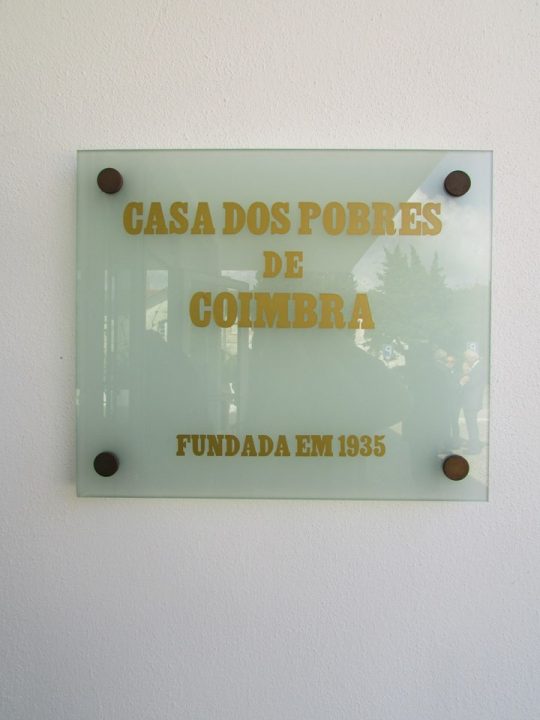 CASA DOS POBRES
DE
COIMBRA
FUNDADA EM 1935